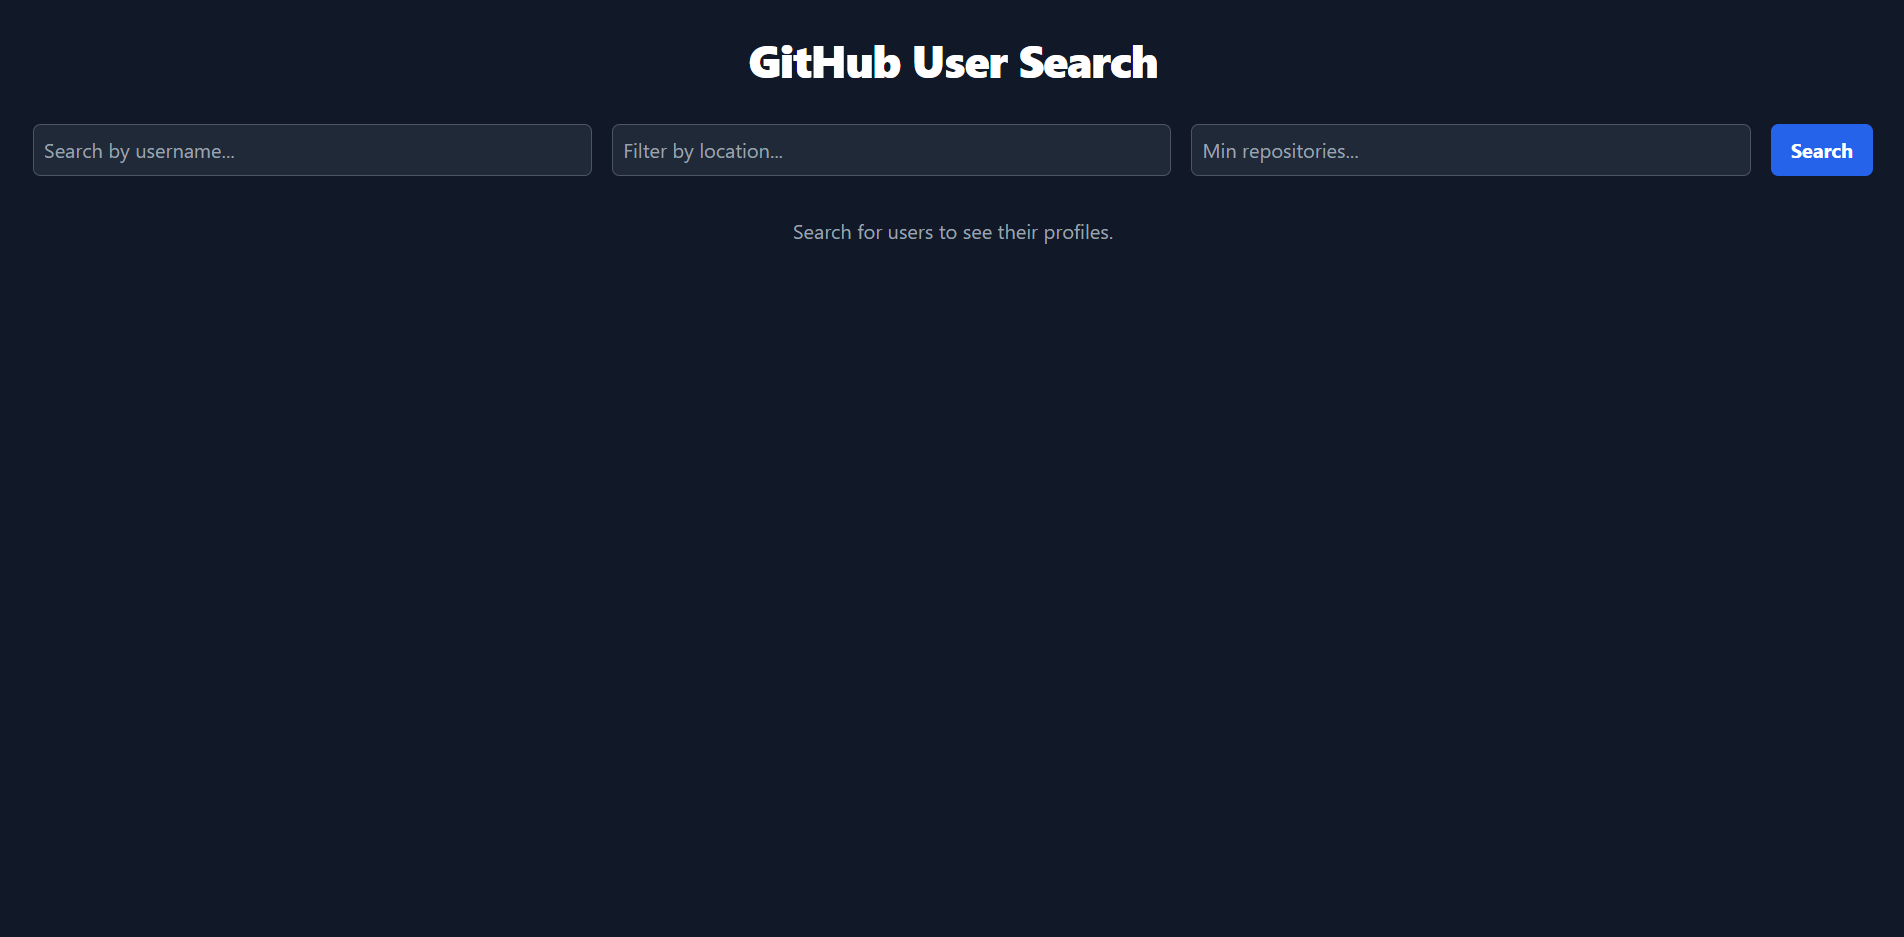 GitHub User Search
Search by username...
Filter by location...
Min repositories...
Search
Search for users to see their profiles.